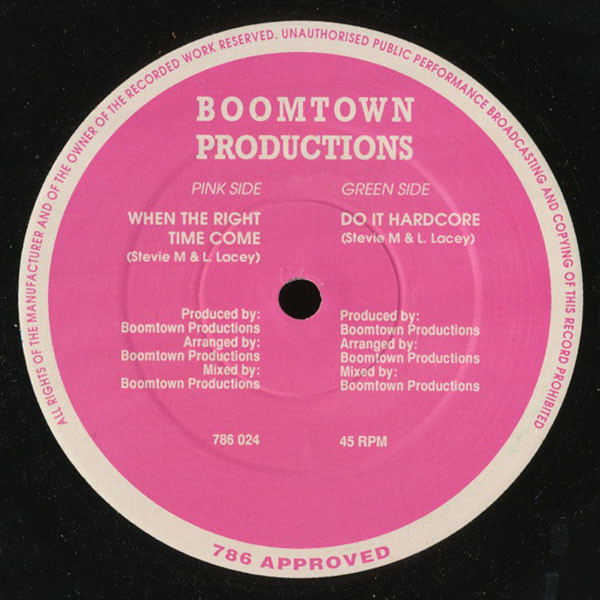 ALL RIGHTS OF THE MANUFACTURER AND OF THE OWNER OF THE RECORDED WORK RESERVED. UNAUTHORISED PUBLIC PERFORMANCE BROADCASTING AND COPYING OF THIS RECORD PROHIBITED
BOOMTOWN
PRODUCTIONS
PINK SIDE
WHEN THE RIGHT
TIME COME
(Stevie M & L. Lacey)
Produced by:
Boomtown Productions
Arranged by:
Boomtown Productions
Mixed by:
Boomtown Productions
786 024
GREEN SIDE
DO IT HARDCORE
(Stevie M & L. Lacey)
Produced by:
Boomtown Productions
Arranged by:
Boomtown Productions
Mixed by:
Boomtown Productions
45 RPM
786 APPROVED